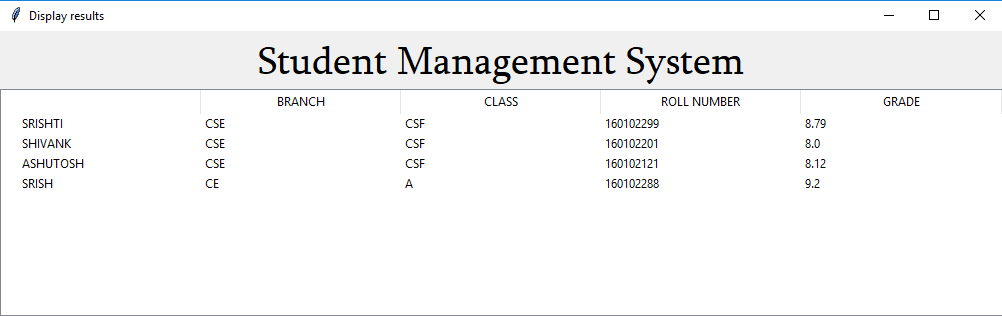 Display results
Student Management System
BRANCH CLASS ROLL NUMBER GRADE
SRISHTI CSE CSF 160102299 8.79
SHIVANK CSE CSF 160102201 8.0
ASHUTOSH CSE CSF 160102121 8.12
SRISH CE A 160102288 9.2